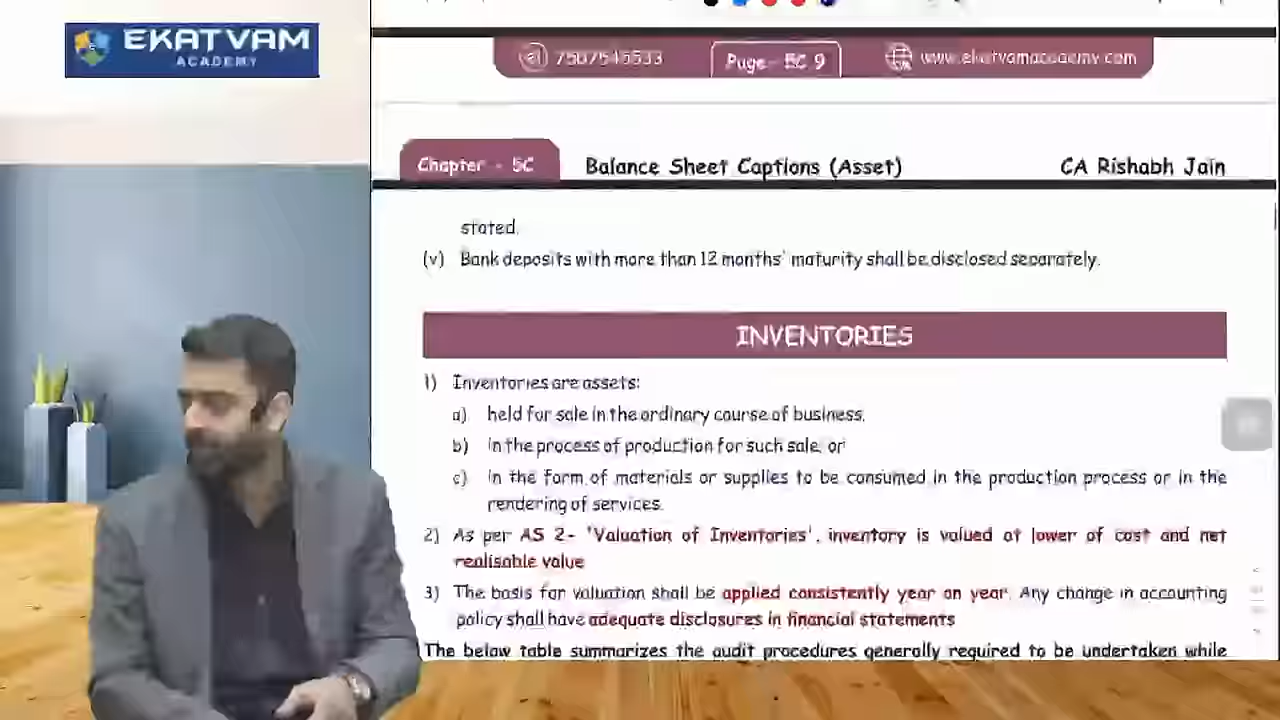 EKATVAM
ACADEMY
7507545533
Page - 5C 9
www.ekatvamacademy.com
Chapter - 5C
Balance Sheet Captions (Asset)
CA Rishabh Jain
stated.
(v) Bank deposits with more than 12 months' maturity shall be disclosed separately.
INVENTORIES
1) Inventories are assets:
a) held for sale in the ordinary course of business,
b) in the process of production for such sale, or
c) in the form of materials or supplies to be consumed in the production process or in the
rendering of services.
2) As per AS 2- 'Valuation of Inventories', inventory is valued at lower of cost and net
realisable value
3) The basis for valuation shall be applied consistently year on year. Any change in accounting
policy shall have adequate disclosures in financial statements
The below table summarizes the audit procedures generally required to be undertaken while